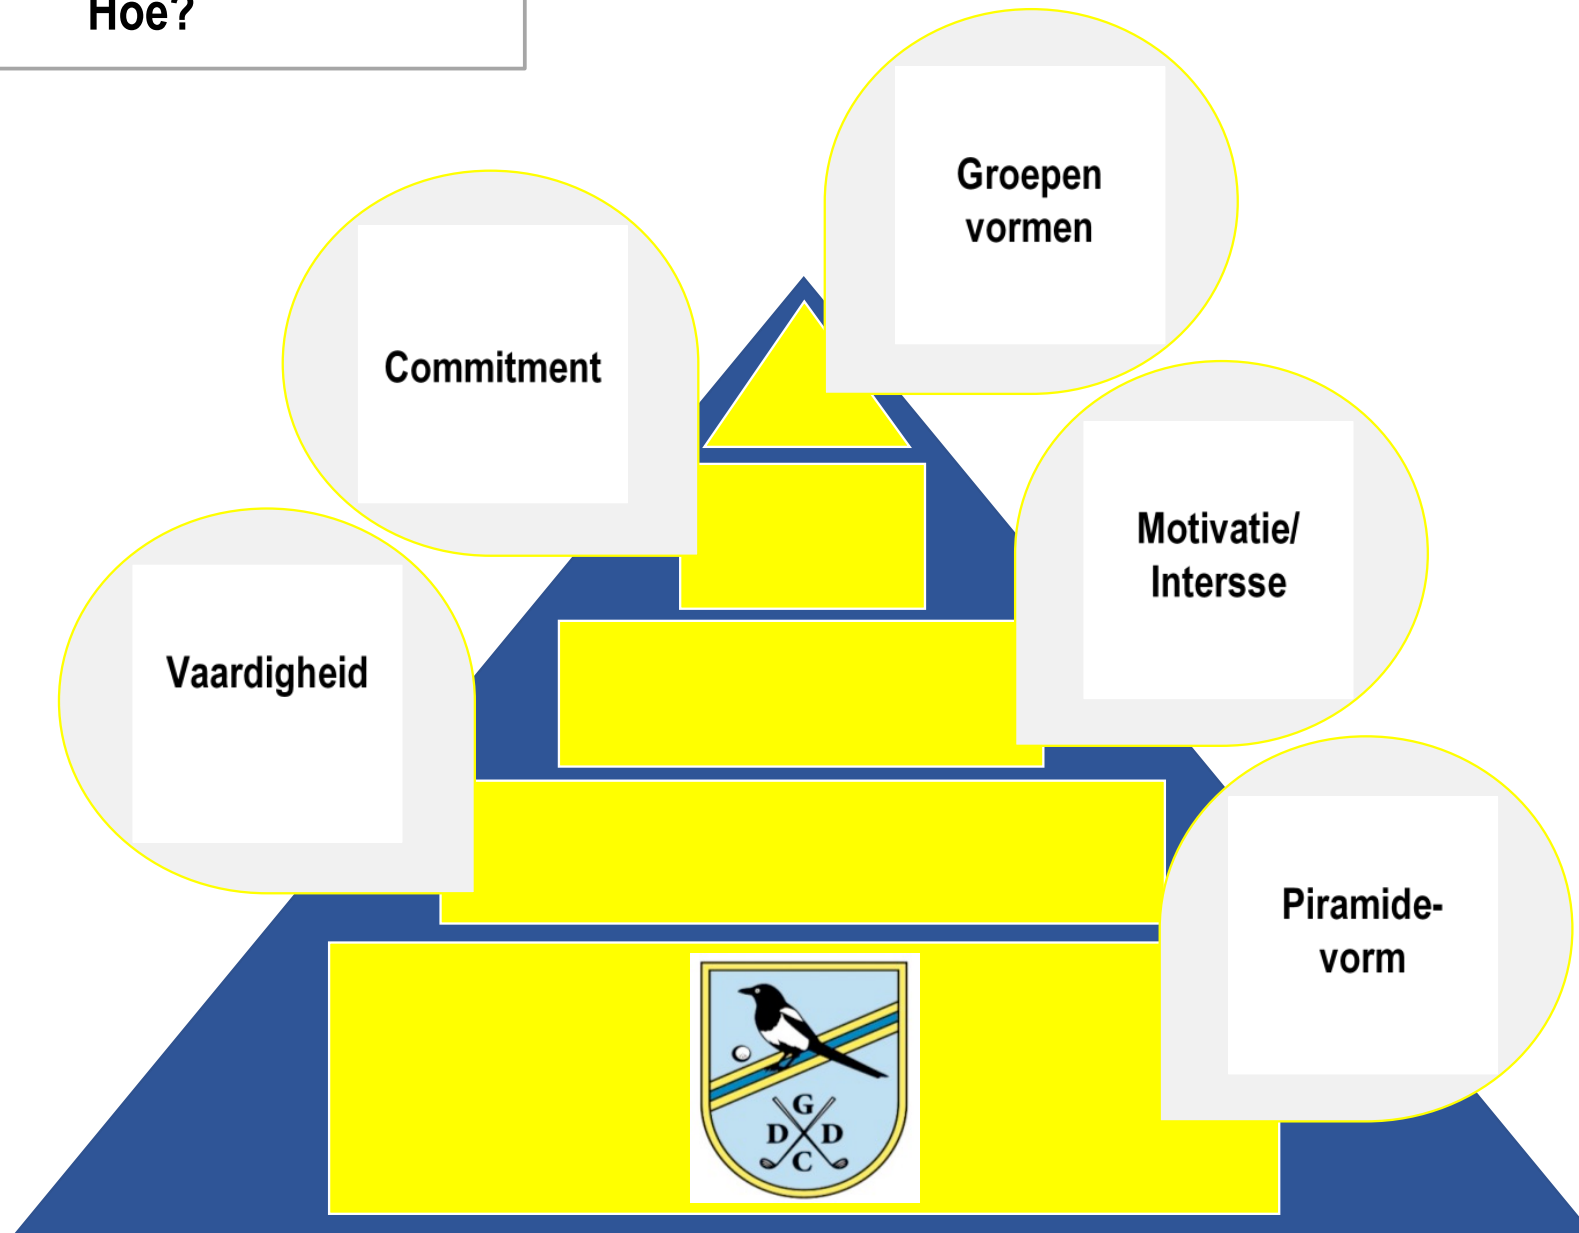 Hoe?
Groepen
vormen
Commitment
Motivatie/
Intersse
Vaardigheid
Piramide-
vorm
G
D D
C